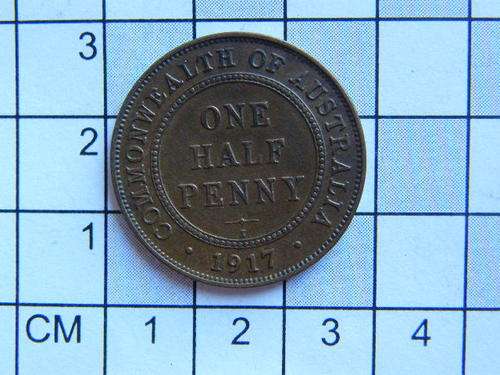 3
2
1
COMMONWEALTH OF AUSTRALIA
ONE
HALF
PENNY
I
· 1917 ·
CM 1 2 3 4